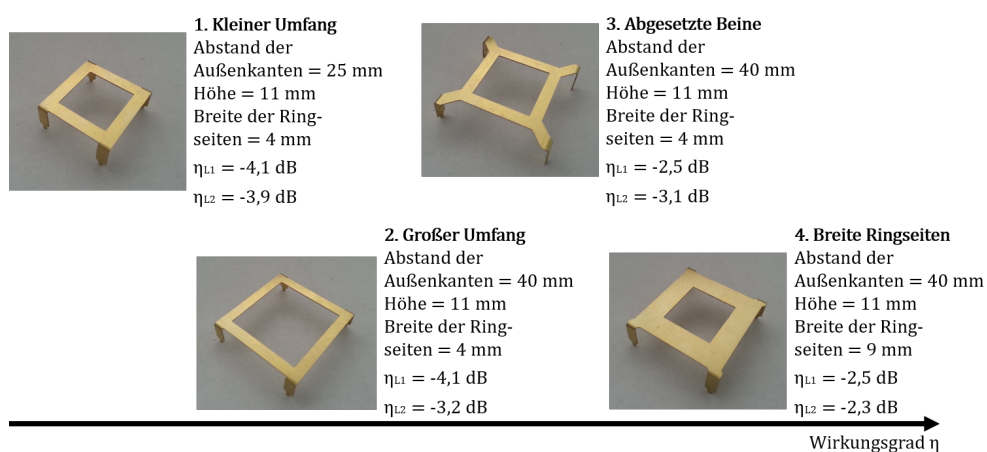 1. Kleiner Umfang
Abstand der
Außenkanten = 25 mm
Höhe = 11 mm
Breite der Ring-
seiten = 4 mm
ηL1 = -4,1 dB
ηL2 = -3,9 dB
3. Abgesetzte Beine
Abstand der
Außenkanten = 40 mm
Höhe = 11 mm
Breite der Ring-
seiten = 4 mm
ηL1 = -2,5 dB
ηL2 = -3,1 dB
2. Großer Umfang
Abstand der
Außenkanten = 40 mm
Höhe = 11 mm
Breite der Ring-
seiten = 4 mm
ηL1 = -4,1 dB
ηL2 = -3,2 dB
4. Breite Ringseiten
Abstand der
Außenkanten = 40 mm
Höhe = 11 mm
Breite der Ring-
seiten = 9 mm
ηL1 = -2,5 dB
ηL2 = -2,3 dB
Wirkungsgrad η